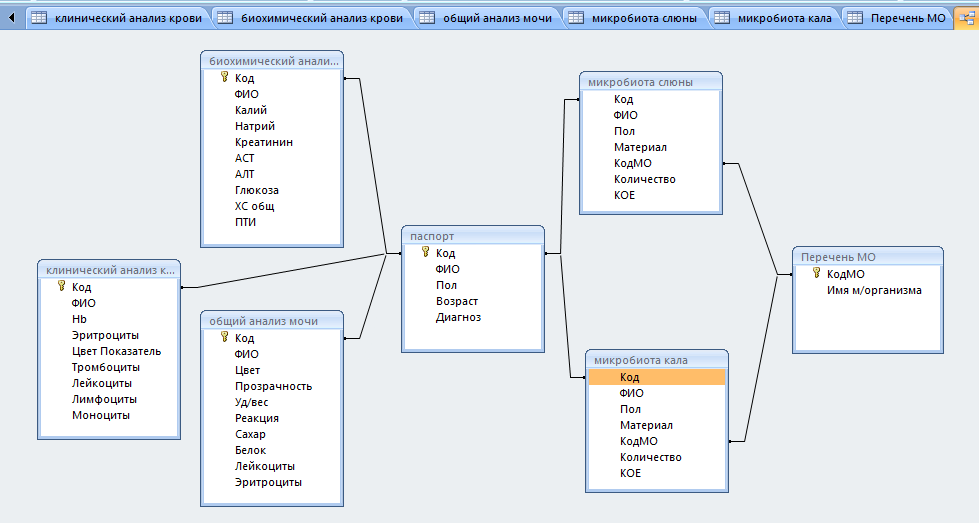 клинический анализ крови
биохимический анализ крови
общий анализ мочи
микробиота слюны
микробиота кала
Перечень МО
биохимический анали...
Код
ФИО
Калий
Натрий
Креатинин
АСТ
АЛТ
Глюкоза
ХС общ
ПТИ
клинический анализ к...
Код
ФИО
Hb
Эритроциты
Цвет Показатель
Тромбоциты
Лейкоциты
Лимфоциты
Моноциты
общий анализ мочи
Код
ФИО
Цвет
Прозрачность
Уд/вес
Реакция
Сахар
Белок
Лейкоциты
Эритроциты
паспорт
Код
ФИО
Пол
Возраст
Диагноз
микробиота слюны
Код
ФИО
Пол
Материал
КодМО
Количество
КОЕ
микробиота кала
Код
ФИО
Пол
Материал
КодМО
Количество
КОЕ
Перечень МО
КодМО
Имя м/организма